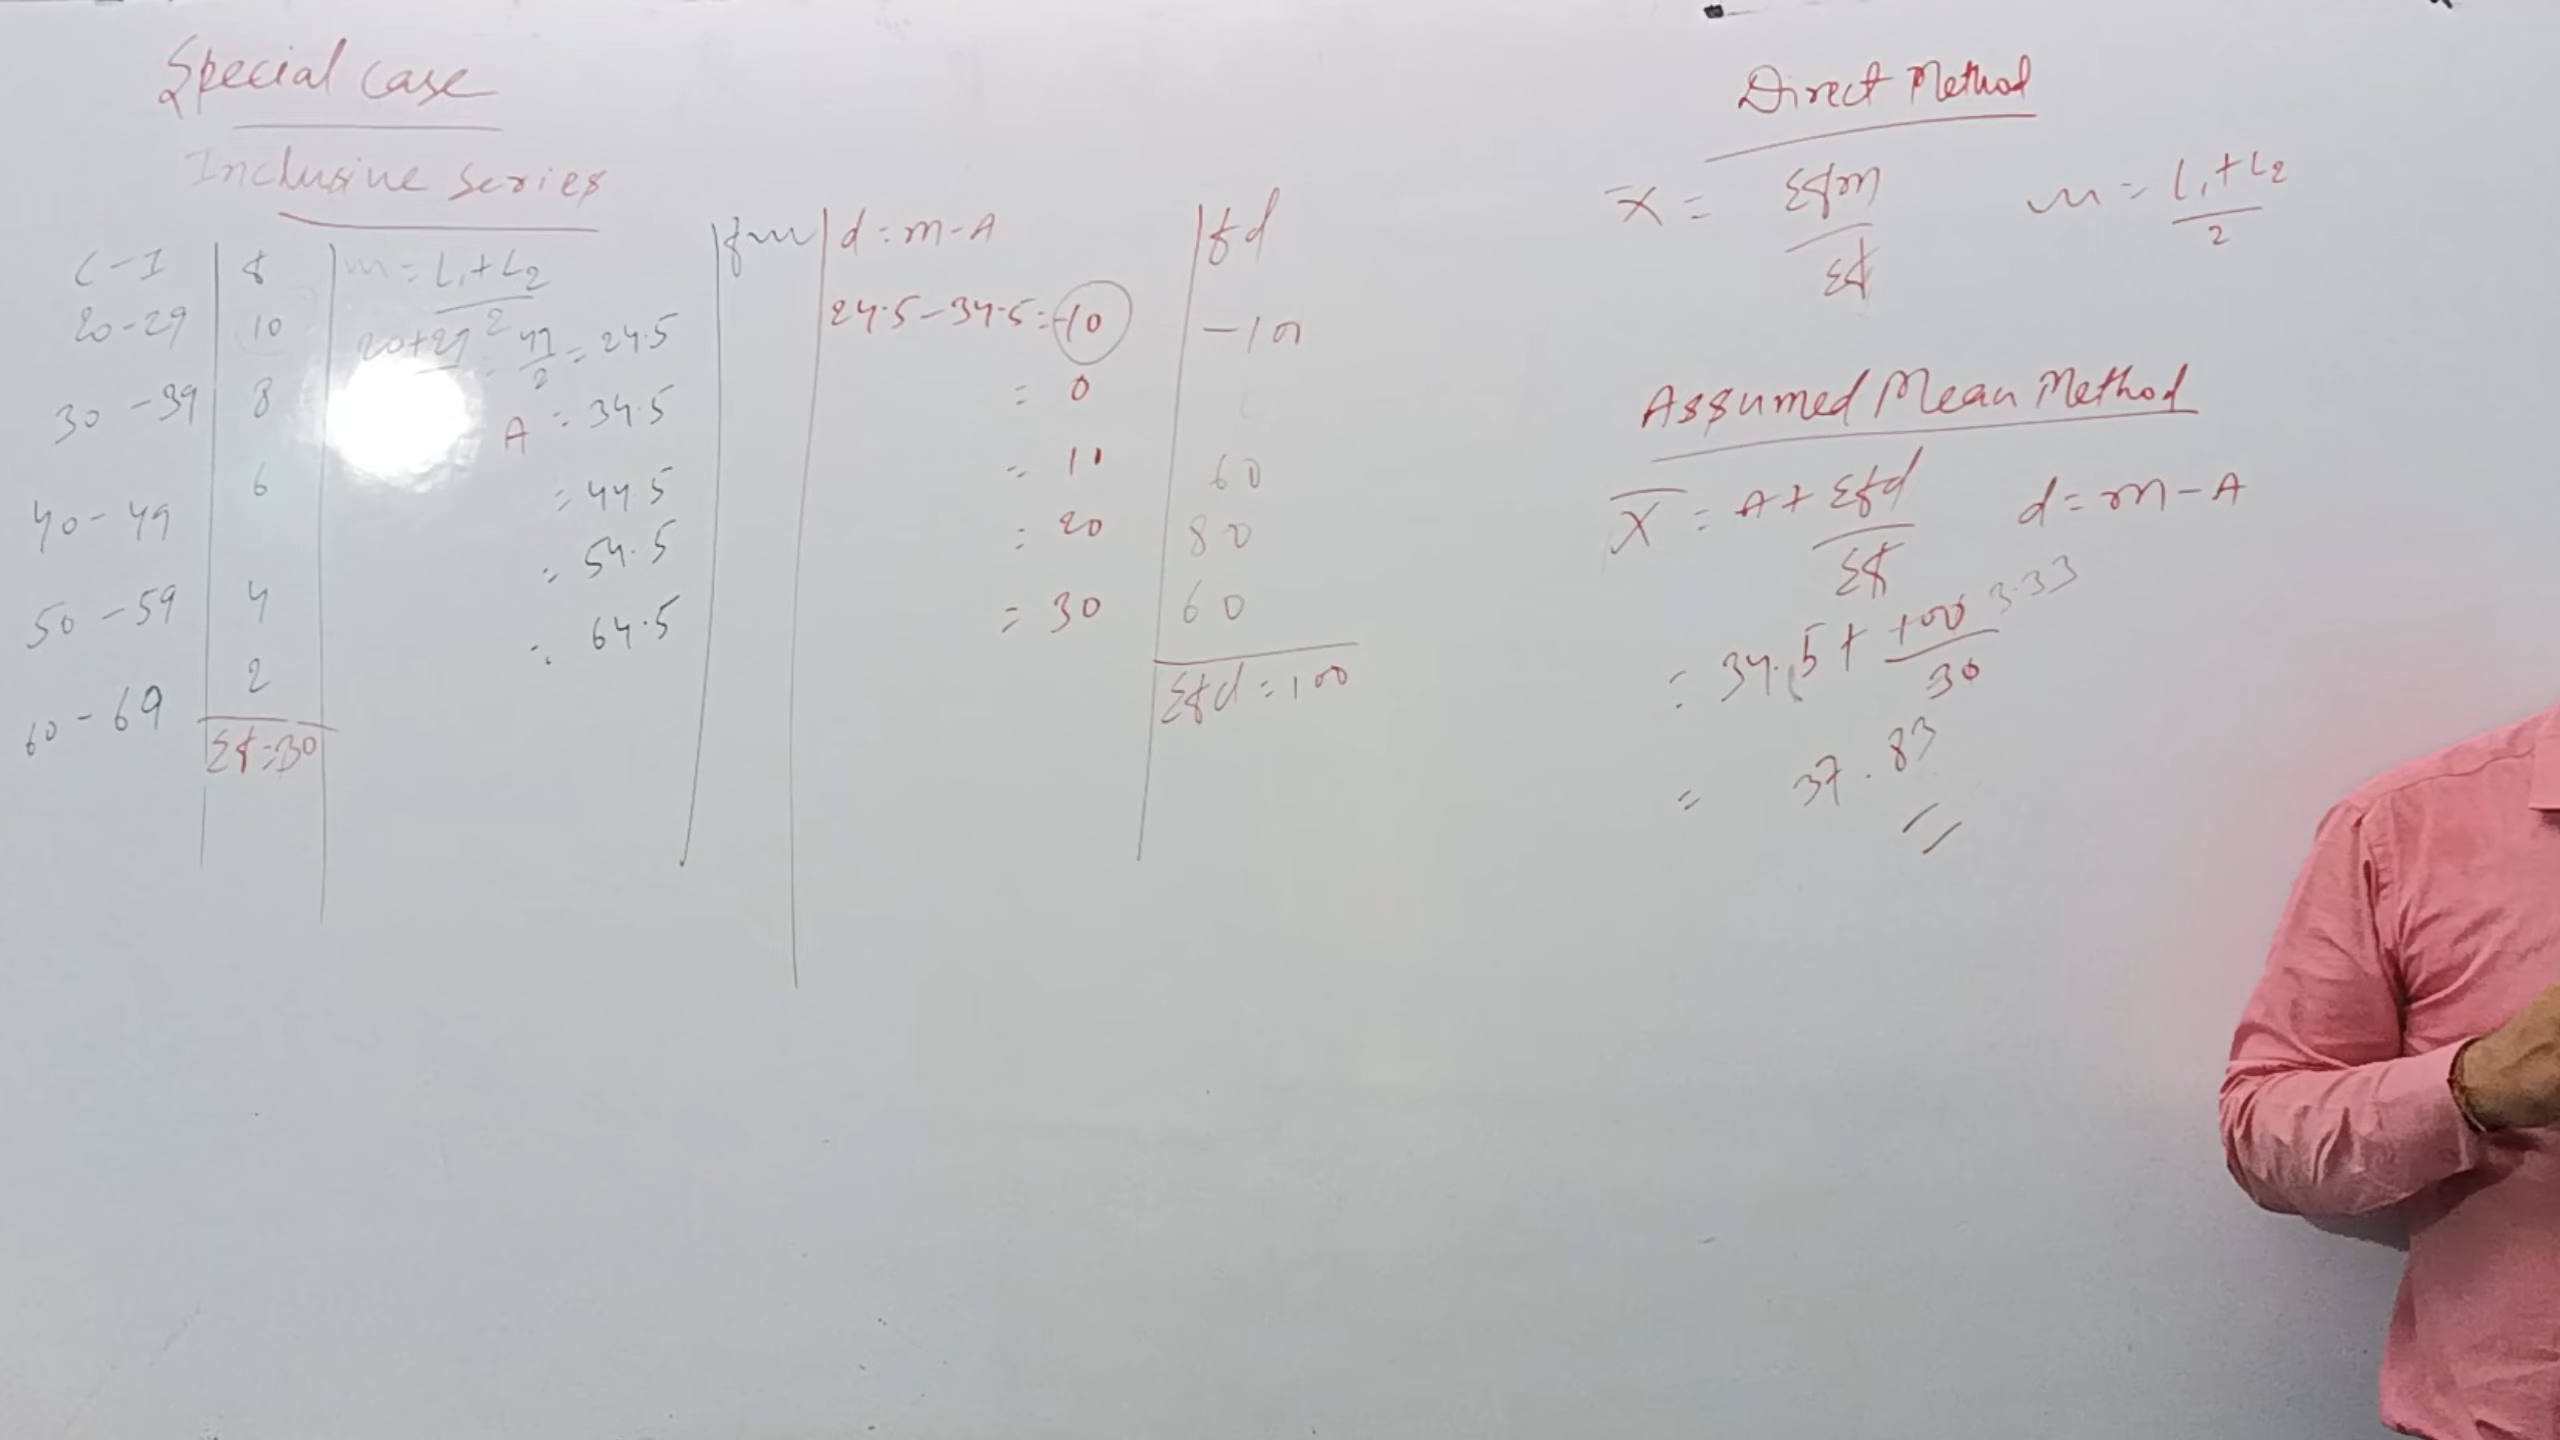 Special case
Inclusive series
C-I | f | m = L1+L2 / 2 | fm | d = m-A | fd
20-29 | 10 | 20+29 / 2 = 49/2 = 24.5 | 24.5-34.5 = -10 | -100
30-39 | 8 | A = 34.5 | = 0
40-49 | 6 | = 44.5 | = 10 | 60
50-59 | 4 | = 54.5 | = 20 | 80
60-69 | 2 | = 64.5 | = 30 | 60
Σf = 30 | Σfd = 100
Direct Method
X̄ = Σfm / Σf m = L1+L2 / 2
Assumed Mean Method
X̄ = A + Σfd / Σf d = m-A
= 34.5 + 100 / 30 3.33
= 37.83